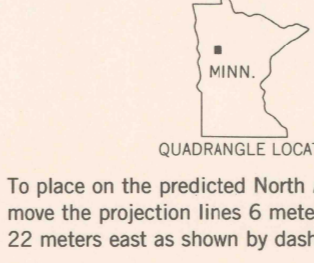 MINN.
QUADRANGLE LOCAT
To place on the predicted North
move the projection lines 6 mete
22 meters east as shown by dash